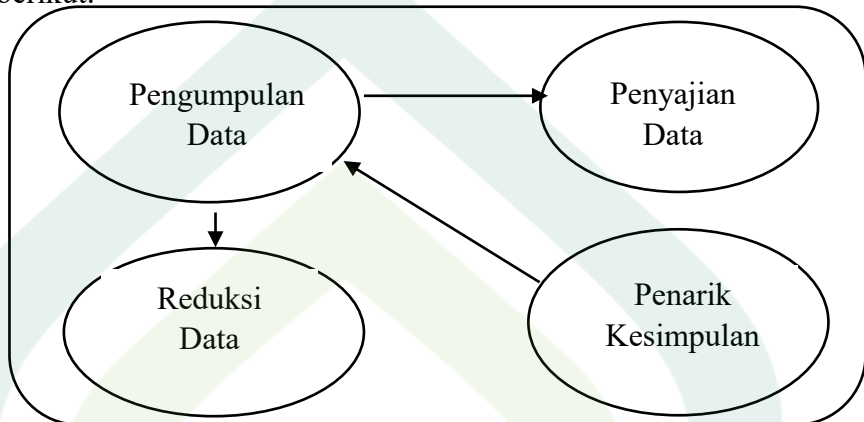 berikut:
Pengumpulan
Data
Penyajian
Data
Reduksi
Data
Penarik
Kesimpulan